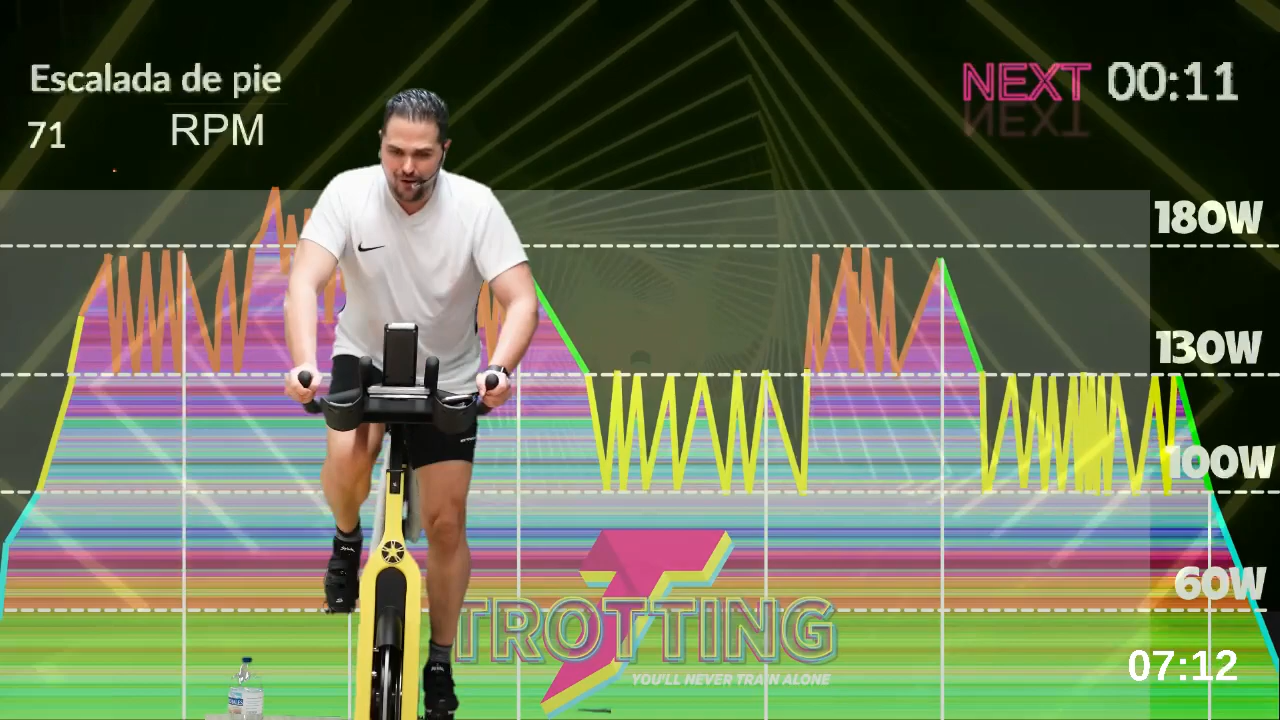 Escalada de pie
71 RPM
NEXT 00:11
NEXT
180W
130W
100W
60W
TROTTING
YOU'LL NEVER TRAIN ALONE
07:12